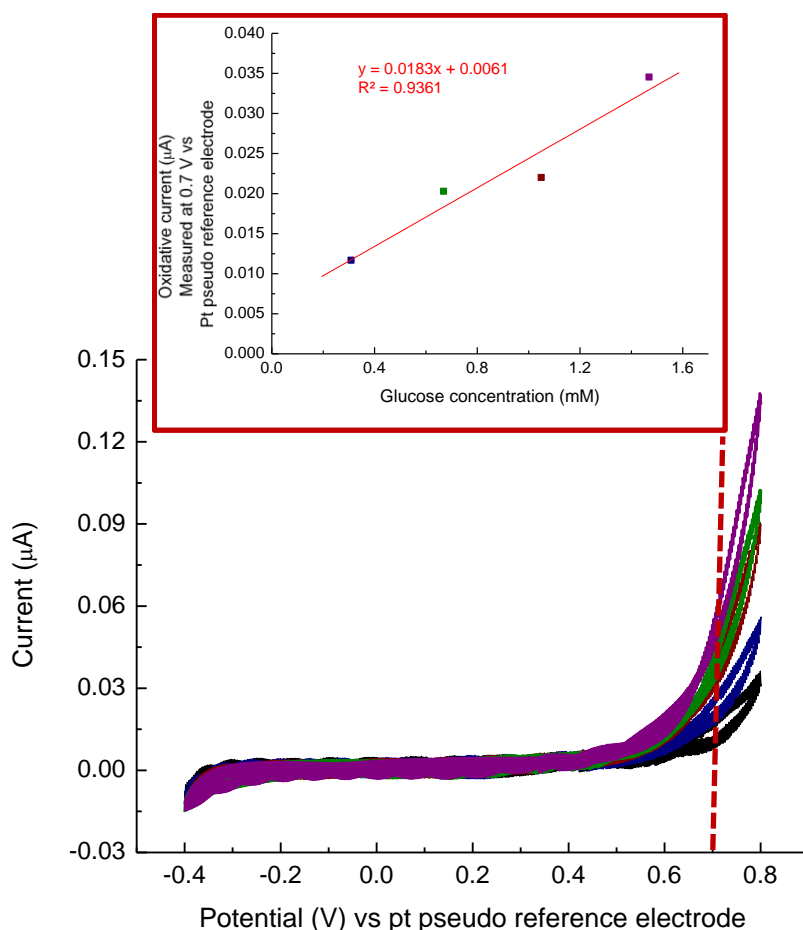 0.040
0.035
0.030
0.025
0.020
0.015
0.010
0.005
0.000
y = 0.0183x + 0.0061
R² = 0.9361
Oxidative current (µA)
Measured at 0.7 V vs
Pt pseudo reference electrode
0.0 0.4 0.8 1.2 1.6
Glucose concentration (mM)
0.15
0.12
0.09
0.06
0.03
0.00
-0.03
Current (µA)
-0.4 -0.2 0.0 0.2 0.4 0.6 0.8
Potential (V) vs pt pseudo reference electrode